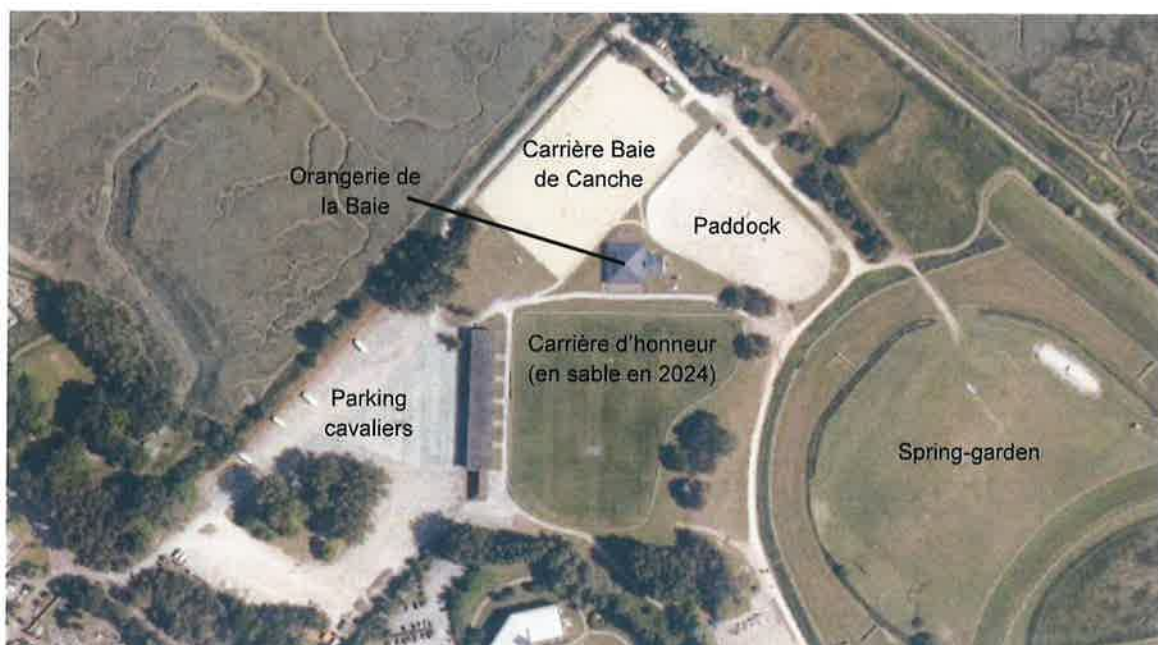 Carrière Baie
de Canche
Orangerie de
la Baie
Paddock
Carrière d'honneur
(en sable en 2024)
Parking
cavaliers
Spring-garden